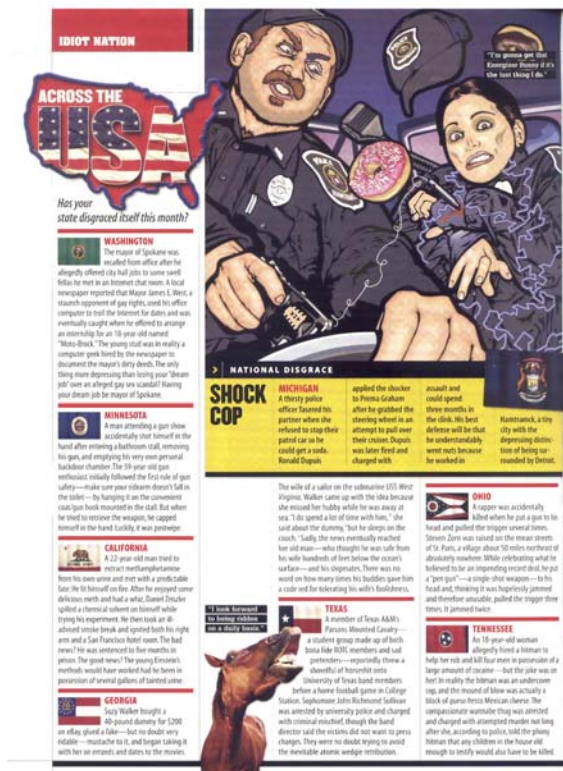 IDIOT NATION
ACROSS THE
USA
Has your
state disgraced itself this month?
"I'm gonna get that
Energizer Bunny if it's
the last thing I do."
WASHINGTON
The mayor of Spokane was
recalled from office after he
allegedly offered city hall jobs to some swell
fellas he met in an Internet chat room. A local
newspaper reported that Mayor James E. West, a
staunch opponent of gay rights, used his office
computer to troll the Internet for dates and was
eventually caught when he offered to arrange
an internship for an 18-year-old named
"Moto-Brock." The young stud was in reality a
computer geek hired by the newspaper to
document the mayor's dirty deeds. The only
thing more depressing than losing your "dream
job" over an alleged gay sex scandal? Having
your dream job be mayor of Spokane.
MINNESOTA
A man attending a gun show
accidentally shot himself in the
hand after entering a bathroom stall, removing
his gun, and emptying his very own personal
backdoor chamber. The 59-year-old gun
enthusiast initially followed the first rule of gun
safety—make sure your sidearm doesn't fall in
the toilet—by hanging it on the convenient
coat/gun hook mounted in the stall. But when
he tried to retrieve the weapon, he capped
himself in the hand. Luckily, it was postwipe.
CALIFORNIA
A 22-year-old man tried to
extract methamphetamine
from his own urine and met with a predictable
fate: He lit himself on fire. After he enjoyed some
delicious meth and had a whiz, Daniel Zeiszler
spilled a chemical solvent on himself while
trying his experiment. He then took an ill-
advised smoke break and ignited both his right
arm and a San Francisco hotel room. The bad
news? He was sentenced to five months in
prison. The good news? The young Einstein's
methods would have worked had he been in
possession of several gallons of tainted urine.
GEORGIA
Suzy Walker bought a
40-pound dummy for $200
on eBay, glued a fake—but no doubt very
ridable—mustache to it, and began taking it
with her on errands and dates to the movies.
> NATIONAL DISGRACE
SHOCK
COP
MICHIGAN
A thirsty police
officer Tasered his
partner when she
refused to stop their
patrol car so he
could get a soda.
Ronald Dupuis
applied the shocker
to Prema Graham
after he grabbed the
steering wheel in an
attempt to pull over
their cruiser. Dupuis
was later fired and
charged with
assault and
could spend
three months in
the clink. His best
defense will be that
he understandably
went nuts because
he worked in
Hamtramck, a tiny
city with the
depressing distinc-
tion of being sur-
rounded by Detroit.
The wife of a sailor on the submarine USS West
Virginia, Walker came up with the idea because
she missed her hubby while he was away at
sea. "I do spend a lot of time with him," she
said about the dummy, "but he sleeps on the
couch." Sadly, the news eventually reached
her old man—who thought he was safe from
his wife hundreds of feet below the ocean's
surface—and his shipmates. There was no
word on how many times his buddies gave him
a code red for tolerating his wife's foolishness.
"I look forward
to being ridden
on a daily basis."
TEXAS
A member of Texas A&M's
Parsons Mounted Cavalry—
a student group made up of both
bona fide ROTC members and sad
pretenders—reportedly threw a
shovelful of horseshit onto
University of Texas band members
before a home football game in College
Station. Sophomore John Richmond Sullivan
was arrested by university police and charged
with criminal mischief, though the band
director said the victims did not want to press
charges. They were no doubt trying to avoid
the inevitable atomic wedgie retribution.
OHIO
A rapper was accidentally
killed when he put a gun to his
head and pulled the trigger several times.
Steven Zorn was raised on the mean streets
of St. Paris, a village about 50 miles northeast of
absolutely nowhere. While celebrating what he
believed to be an impending record deal, he put
a "pen gun"—a single-shot weapon—to his
head and, thinking it was hopelessly jammed
and therefore unusable, pulled the trigger three
times. It jammed twice.
TENNESSEE
An 18-year-old woman
allegedly hired a hitman to
help her rob and kill four men in possession of a
large amount of cocaine—but the joke was on
her! In reality the hitman was an undercover
cop, and the mound of blow was actually a
block of queso fresco Mexican cheese. The
compassionate wannabe thug was arrested
and charged with attempted murder not long
after she, according to police, told the phony
hitman that any children in the house old
enough to testify would also have to be killed.